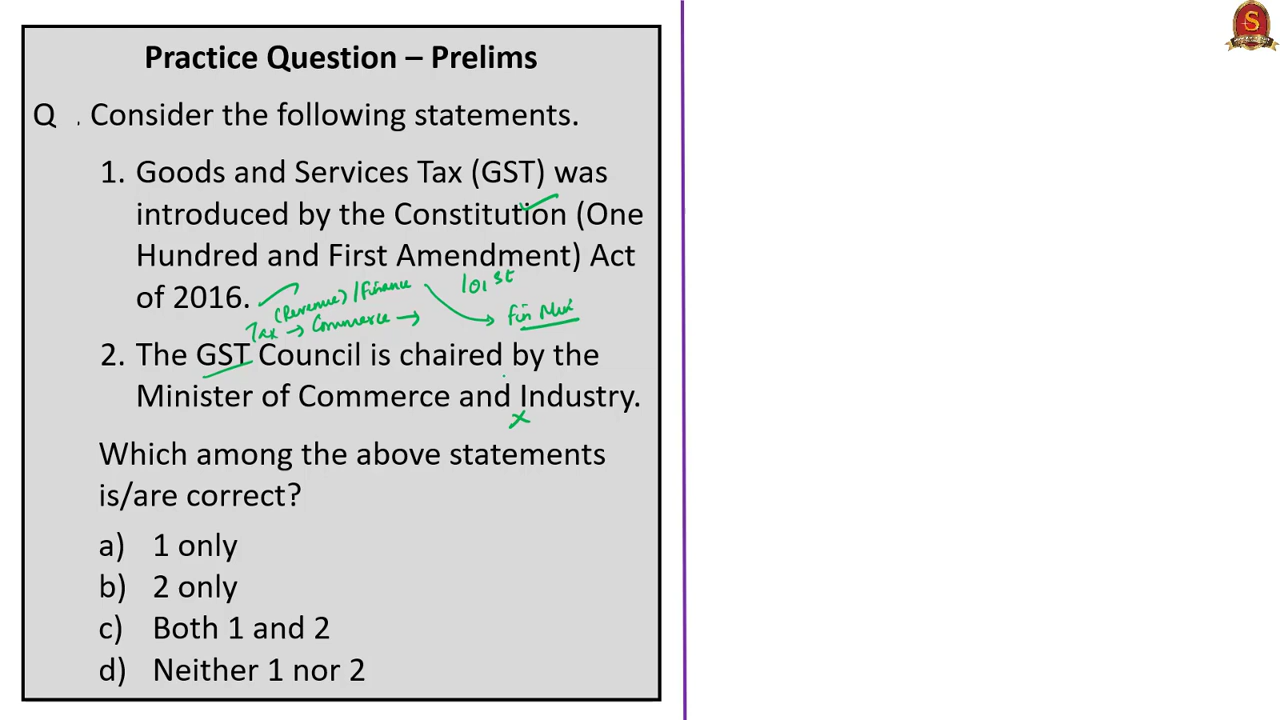 Practice Question – Prelims
Q . Consider the following statements.
1. Goods and Services Tax (GST) was
introduced by the Constitution (One
Hundred and First Amendment) Act
of 2016.
101st
(Revenue) / Finance
Tax → Commerce →
Fin Min
2. The GST Council is chaired by the
Minister of Commerce and Industry.
Which among the above statements
is/are correct?
a) 1 only
b) 2 only
c) Both 1 and 2
d) Neither 1 nor 2
S